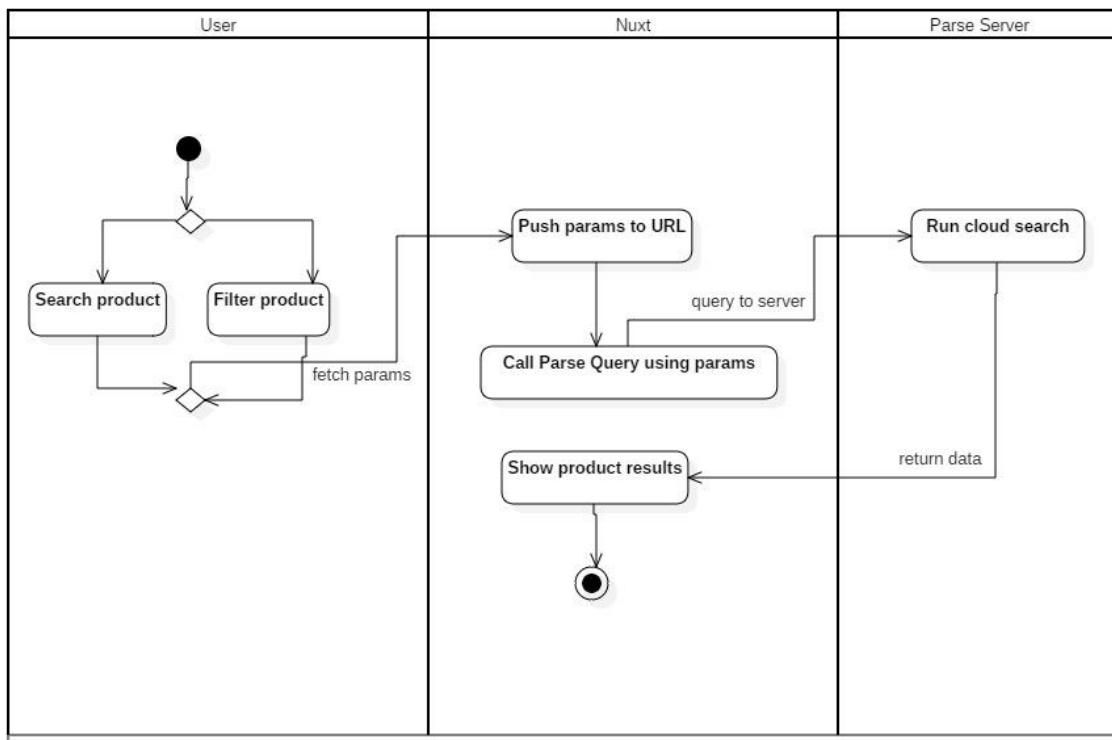 User
Nuxt
Parse Server
Push params to URL
Run cloud search
Search product
Filter product
query to server
Call Parse Query using params
fetch params
Show product results
return data